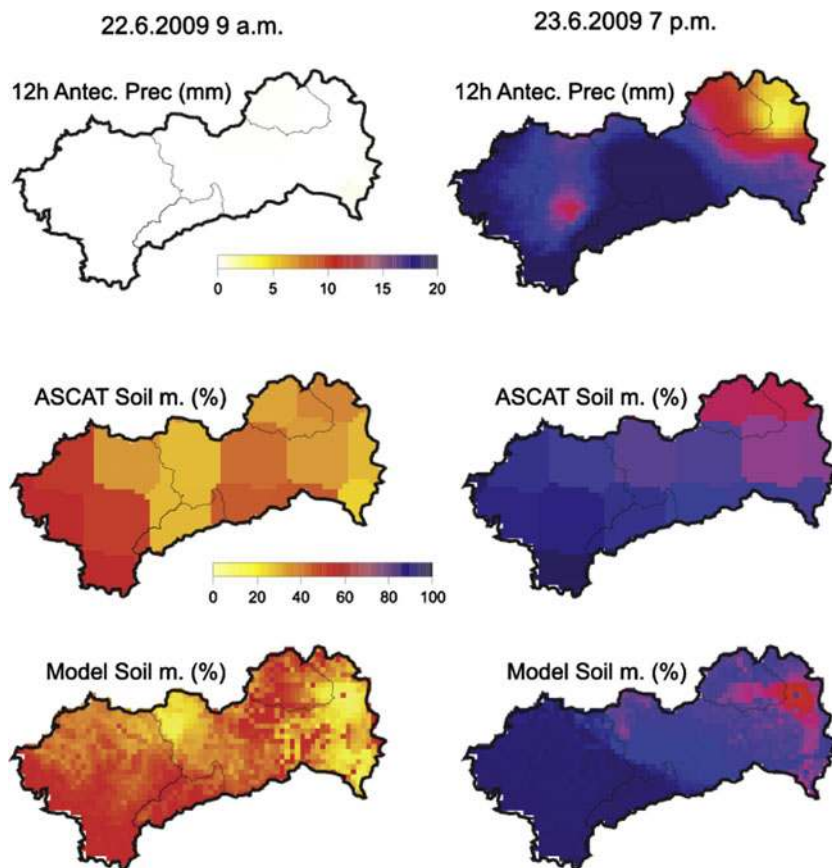 22.6.2009 9 a.m.
23.6.2009 7 p.m.
12h Antec. Prec (mm)
12h Antec. Prec (mm)
0 5 10 15 20
ASCAT Soil m. (%)
ASCAT Soil m. (%)
0 20 40 60 80 100
Model Soil m. (%)
Model Soil m. (%)